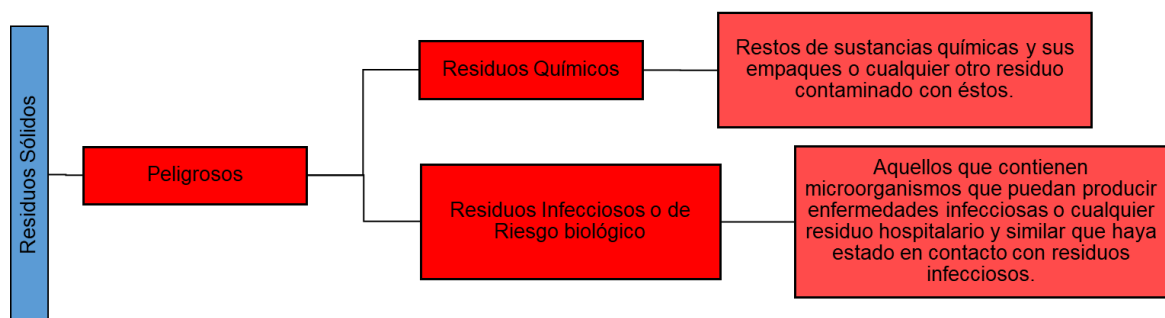 Residuos Sólidos
Peligrosos
Residuos Químicos
Restos de sustancias químicas y sus
empaques o cualquier otro residuo
contaminado con éstos.
Residuos Infecciosos o de
Riesgo biológico
Aquellos que contienen
microorganismos que puedan producir
enfermedades infecciosas o cualquier
residuo hospitalario y similar que haya
estado en contacto con residuos
infecciosos.